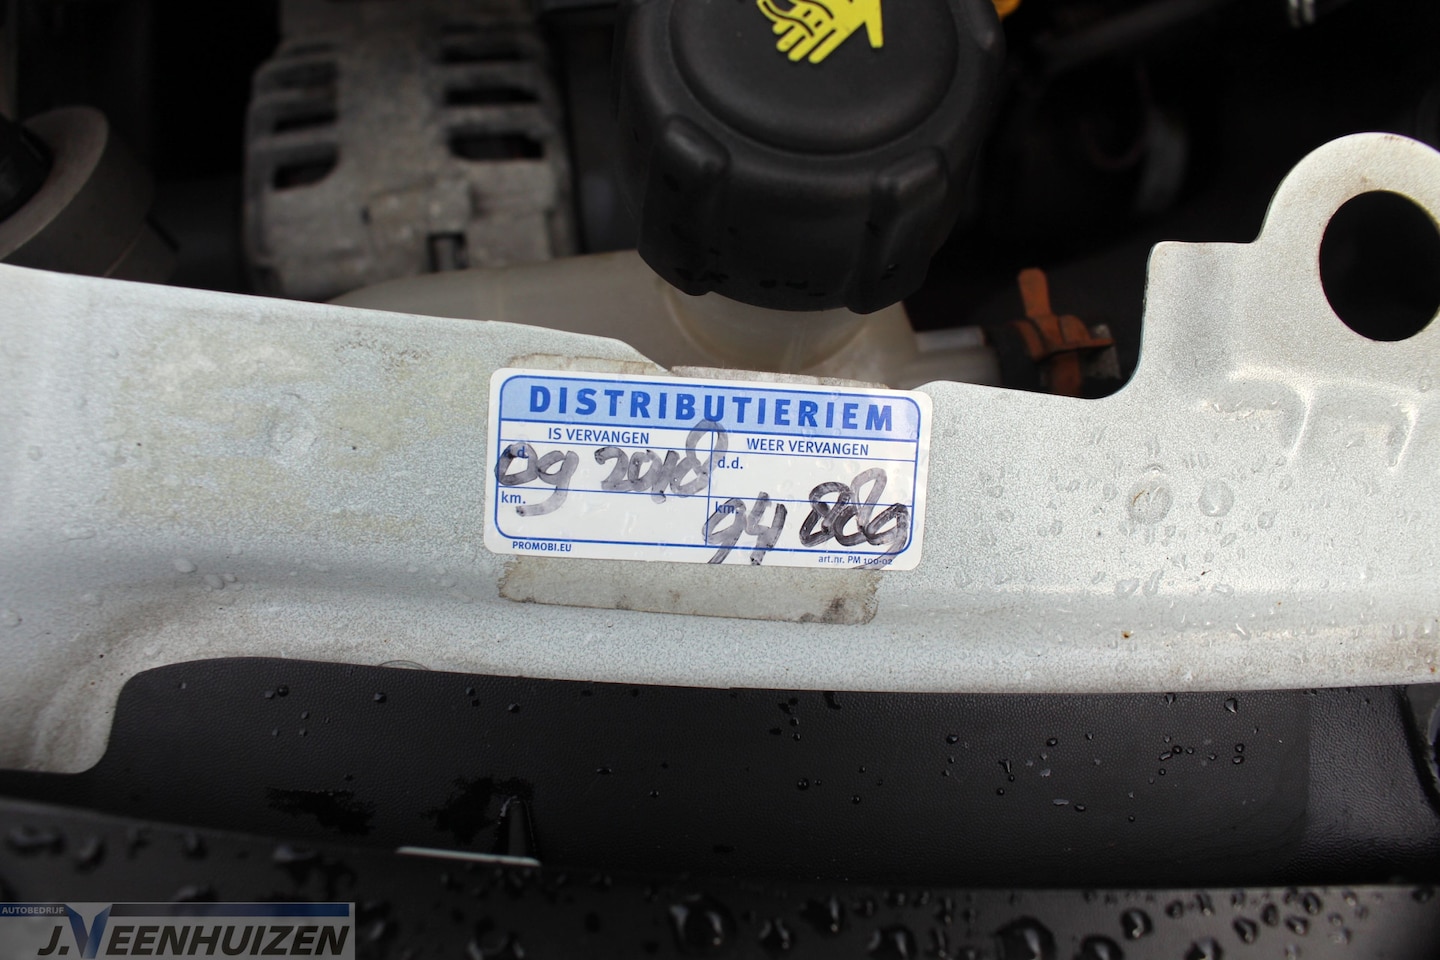 DISTRIBUTIERIEM
IS VERVANGEN
WEER VERVANGEN
d.d. 09 2018
d.d.
km.
km. 94 889
PROMOBI.EU
art.nr. PM 100-02
AUTOBEDRIJF
J.VEENHUIZEN